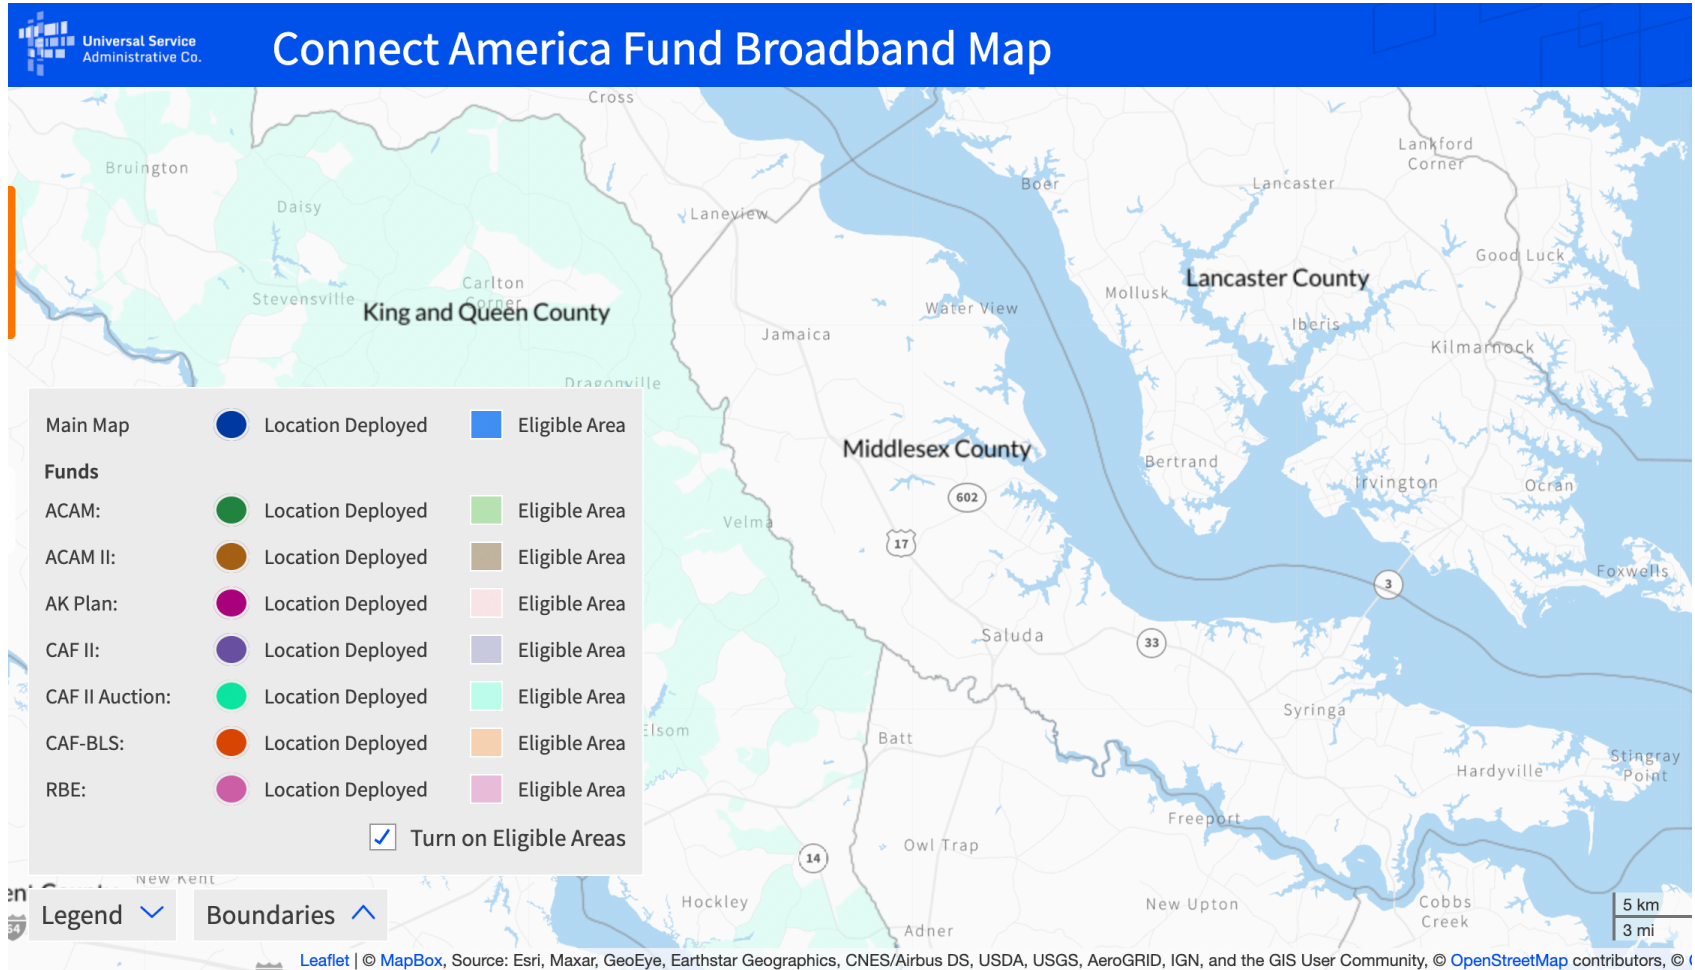 Universal Service
Administrative Co.
Connect America Fund Broadband Map
Cross
Lankford
Corner
Bruington
Boer
Lancaster
Daisy
Laneview
Good Luck
Carlton
Corner
Lancaster County
Stevensville
King and Queen County
Mollusk
Water View
Iberis
Jamaica
Kilmarnock
Dragonville
Main Map
Location Deployed
Eligible Area
Middlesex County
Bertrand
Funds
Irvington
Ocran
602
ACAM:
Location Deployed
Eligible Area
Velma
17
ACAM II:
Location Deployed
Eligible Area
Foxwells
3
AK Plan:
Location Deployed
Eligible Area
Saluda
33
CAF II:
Location Deployed
Eligible Area
CAF II Auction:
Location Deployed
Eligible Area
Syringa
Elsom
Batt
CAF-BLS:
Location Deployed
Eligible Area
Stingray
Point
Hardyville
RBE:
Location Deployed
Eligible Area
Freeport
Turn on Eligible Areas
Owl Trap
14
New Kent
ent County
Hockley
New Upton
Cobbs
Creek
5 km
3 mi
64
Legend
Boundaries
Adner
Leaflet | © MapBox, Source: Esri, Maxar, GeoEye, Earthstar Geographics, CNES/Airbus DS, USDA, USGS, AeroGRID, IGN, and the GIS User Community, © OpenStreetMap contributors, ©